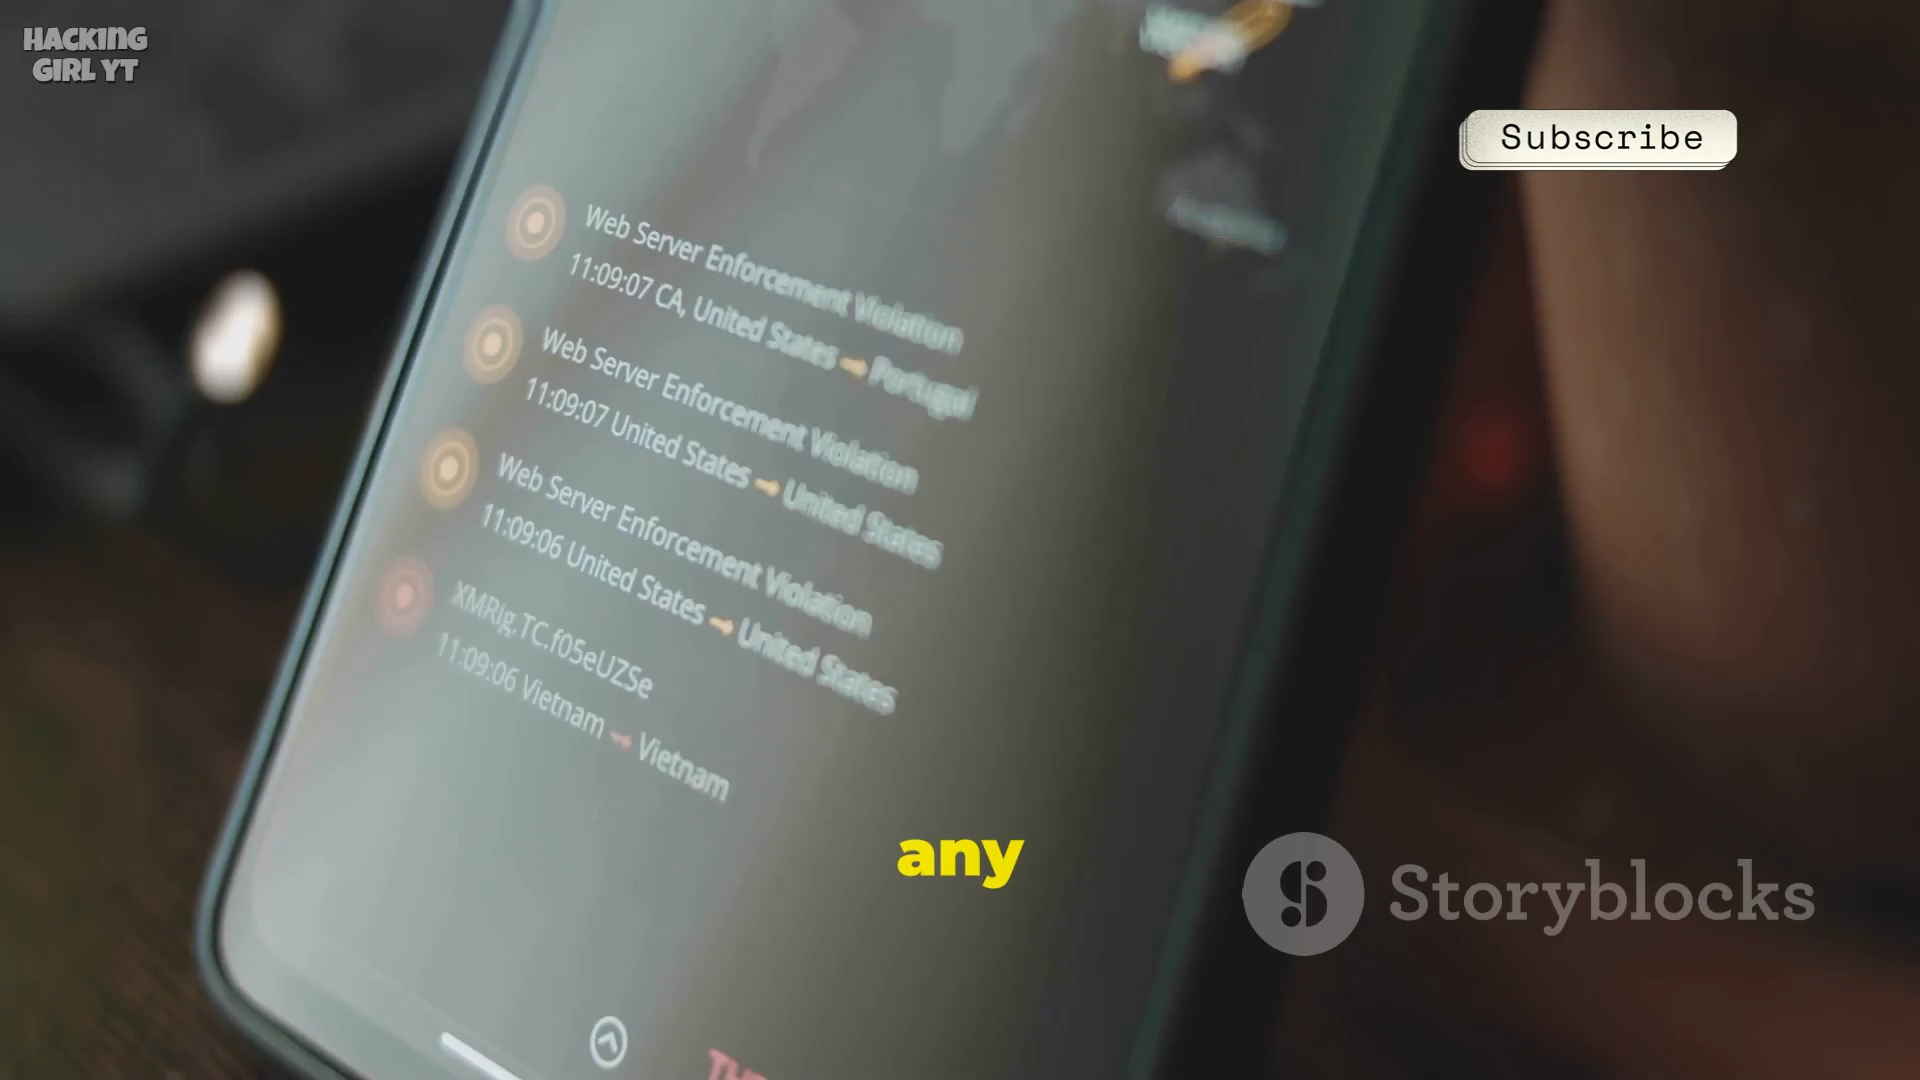 HACKING
GIRL YT
Subscribe
Web Server Enforcement Violation
11:09:07 CA, United States → Portugal
Web Server Enforcement Violation
11:09:07 United States → United States
Web Server Enforcement Violation
11:09:06 United States → United States
XMRig.TC.f05eUZSe
11:09:06 Vietnam → Vietnam
any
Storyblocks